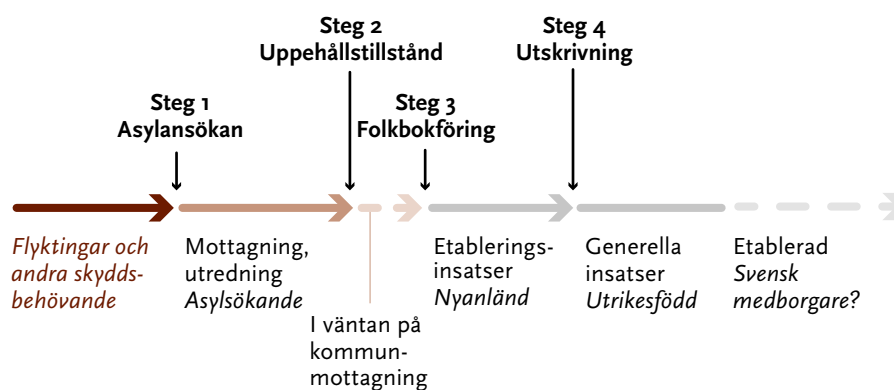 Steg 1
Asylansökan
Steg 2
Uppehållstillstånd
Steg 3
Folkbokföring
Steg 4
Utskrivning
Flyktingar och
andra skydds-
behövande
Mottagning,
utredning
Asylsökande
I väntan på
kommun-
mottagning
Etablerings-
insatser
Nyanländ
Generella
insatser
Utrikesfödd
Etablerad
Svensk
medborgare?